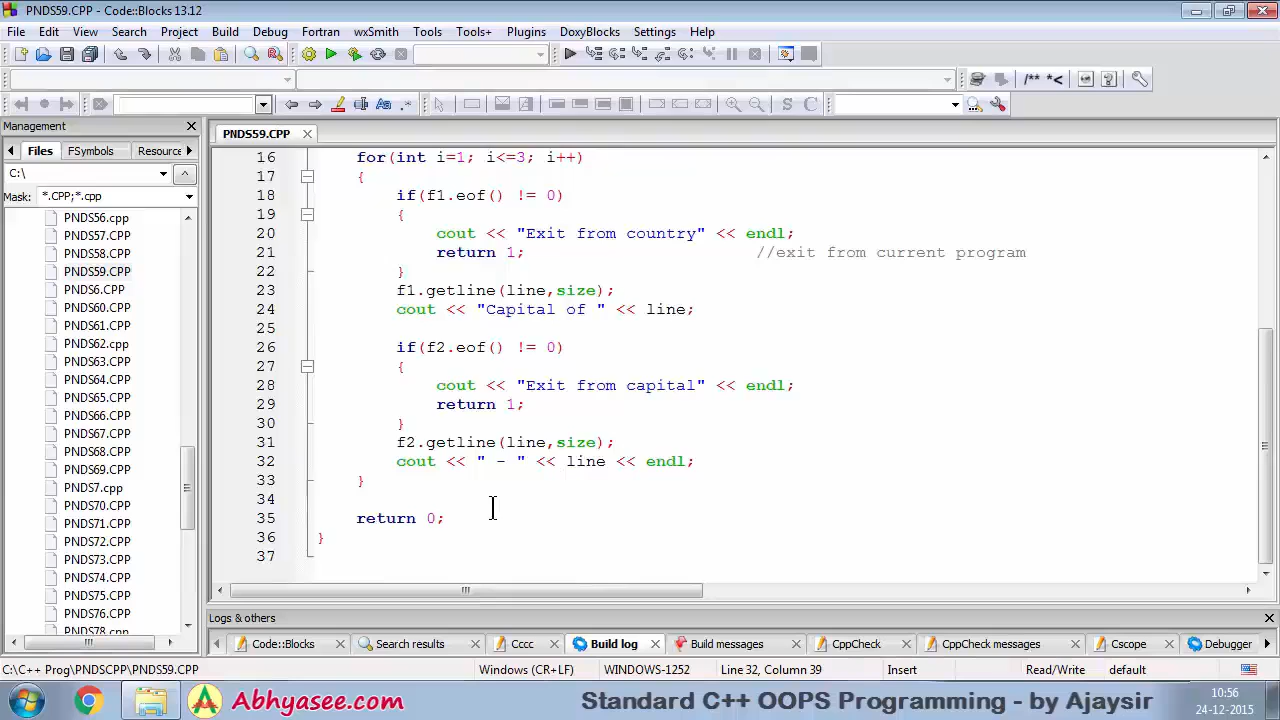 PNDS59.CPP - Code::Blocks 13.12
File Edit View Search Project Build Debug Fortran wxSmith Tools Tools+ Plugins DoxyBlocks Settings Help
/** *<
Management
PNDS59.CPP
Files FSymbols Resource
C:\
Mask: *.CPP;*.cpp
PNDS56.cpp
PNDS57.CPP
PNDS58.CPP
PNDS59.CPP
PNDS6.CPP
PNDS60.CPP
PNDS61.CPP
PNDS62.cpp
PNDS63.CPP
PNDS64.CPP
PNDS65.CPP
PNDS66.CPP
PNDS67.CPP
PNDS68.CPP
PNDS69.CPP
PNDS7.cpp
PNDS70.CPP
PNDS71.CPP
PNDS72.CPP
PNDS73.CPP
PNDS74.CPP
PNDS75.CPP
PNDS76.CPP
PNDS78.cpp
16 for(int i=1; i<=3; i++)
17 {
18 if(f1.eof() != 0)
19 {
20 cout << "Exit from country" << endl;
21 return 1; //exit from current program
22 }
23 f1.getline(line,size);
24 cout << "Capital of " << line;
25
26 if(f2.eof() != 0)
27 {
28 cout << "Exit from capital" << endl;
29 return 1;
30 }
31 f2.getline(line,size);
32 cout << " - " << line << endl;
33 }
34
35 return 0;
36 }
37
Logs & others
Code::Blocks Search results Cccc Build log Build messages CppCheck CppCheck messages Cscope Debugger
C:\C++ Prog\PNDSCPP\PNDS59.CPP Windows (CR+LF) WINDOWS-1252 Line 32, Column 39 Insert Read/Write default
Abhyasee.com Standard C++ OOPS Programming - by Ajaysir
10:56
24-12-2015